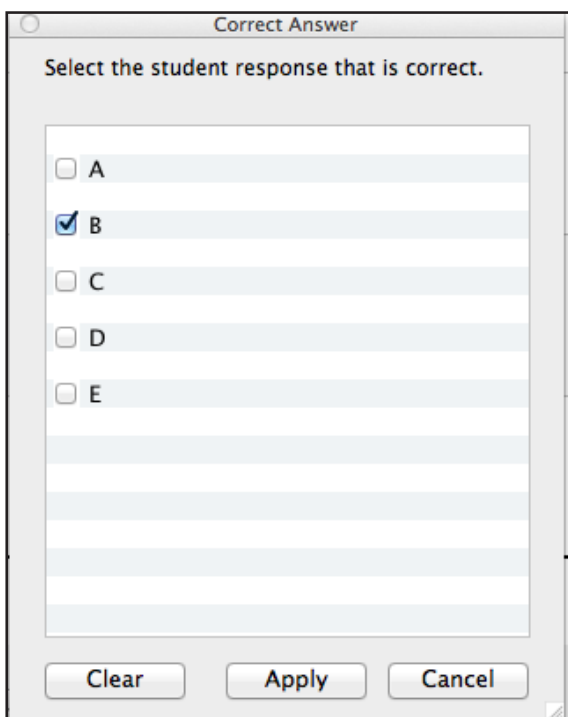 Correct Answer
Select the student response that is correct.
A
B
C
D
E
Clear Apply Cancel